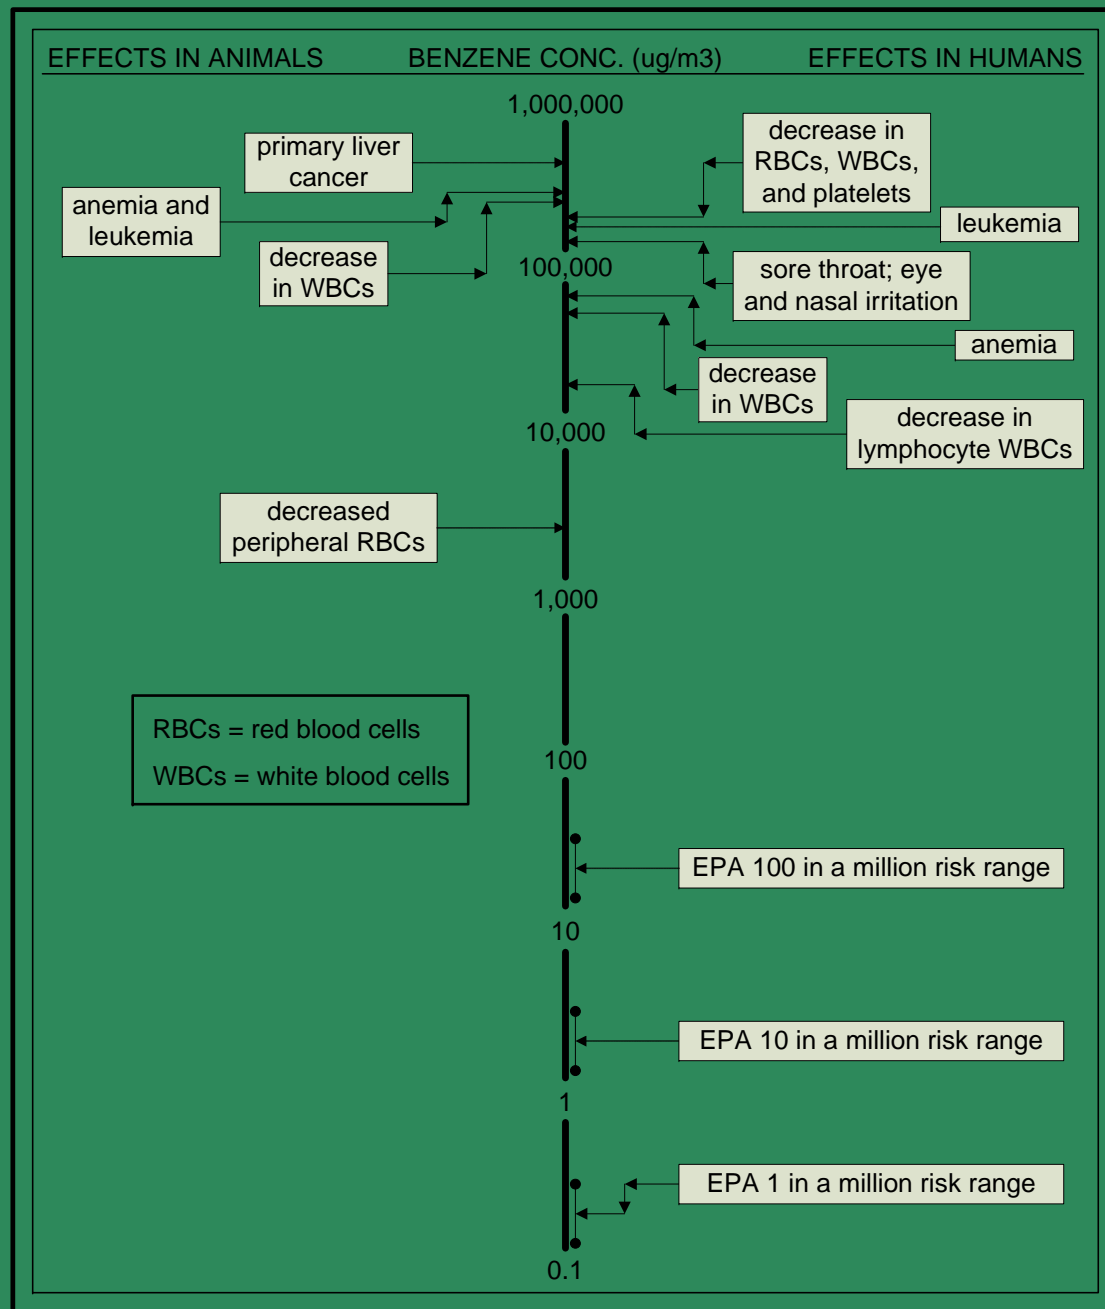 EFFECTS IN ANIMALS
BENZENE CONC. (ug/m3)
EFFECTS IN HUMANS
1,000,000
primary liver
cancer
decrease in
RBCs, WBCs,
and platelets
anemia and
leukemia
leukemia
decrease
in WBCs
100,000
sore throat; eye
and nasal irritation
anemia
decrease
in WBCs
10,000
decrease in
lymphocyte WBCs
decreased
peripheral RBCs
1,000
RBCs = red blood cells
WBCs = white blood cells
100
EPA 100 in a million risk range
10
EPA 10 in a million risk range
1
EPA 1 in a million risk range
0.1